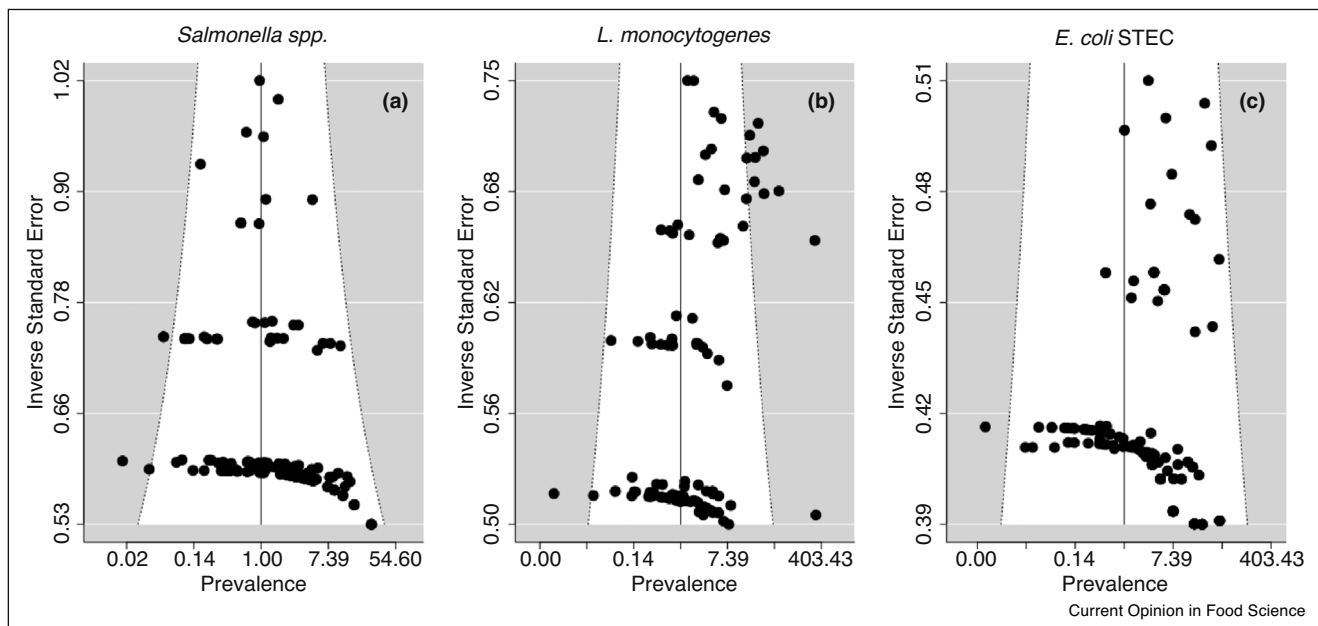 Salmonella spp.
L. monocytogenes
E. coli STEC
(a)
(b)
(c)
Inverse Standard Error
1.02
0.90
0.78
0.66
0.53
0.02
0.14
1.00
7.39
54.60
Prevalence
Inverse Standard Error
0.75
0.68
0.62
0.56
0.50
0.00
0.14
7.39
403.43
Prevalence
Inverse Standard Error
0.51
0.48
0.45
0.42
0.39
0.00
0.14
7.39
403.43
Prevalence
Current Opinion in Food Science